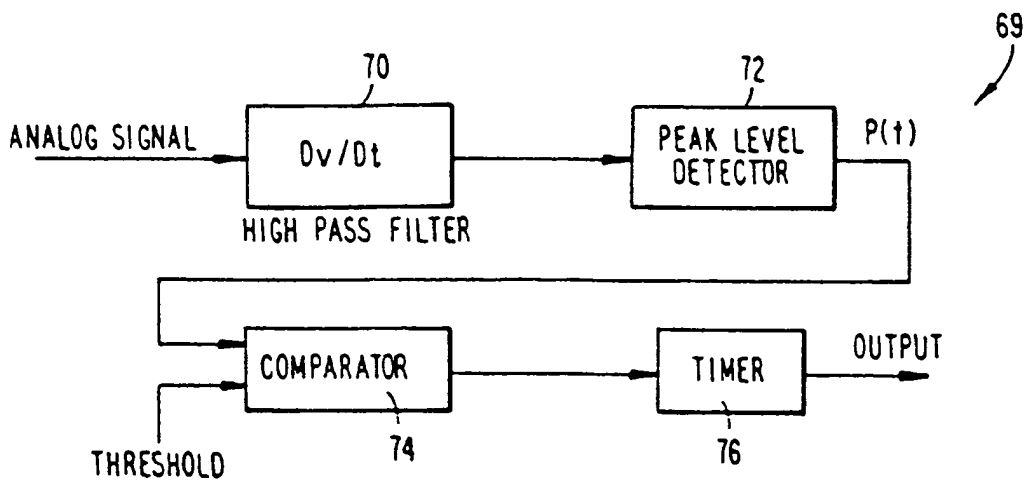 69
70
72
ANALOG SIGNAL
Dv/Dt
PEAK LEVEL
DETECTOR
P(t)
HIGH PASS FILTER
COMPARATOR
TIMER
OUTPUT
THRESHOLD
74
76